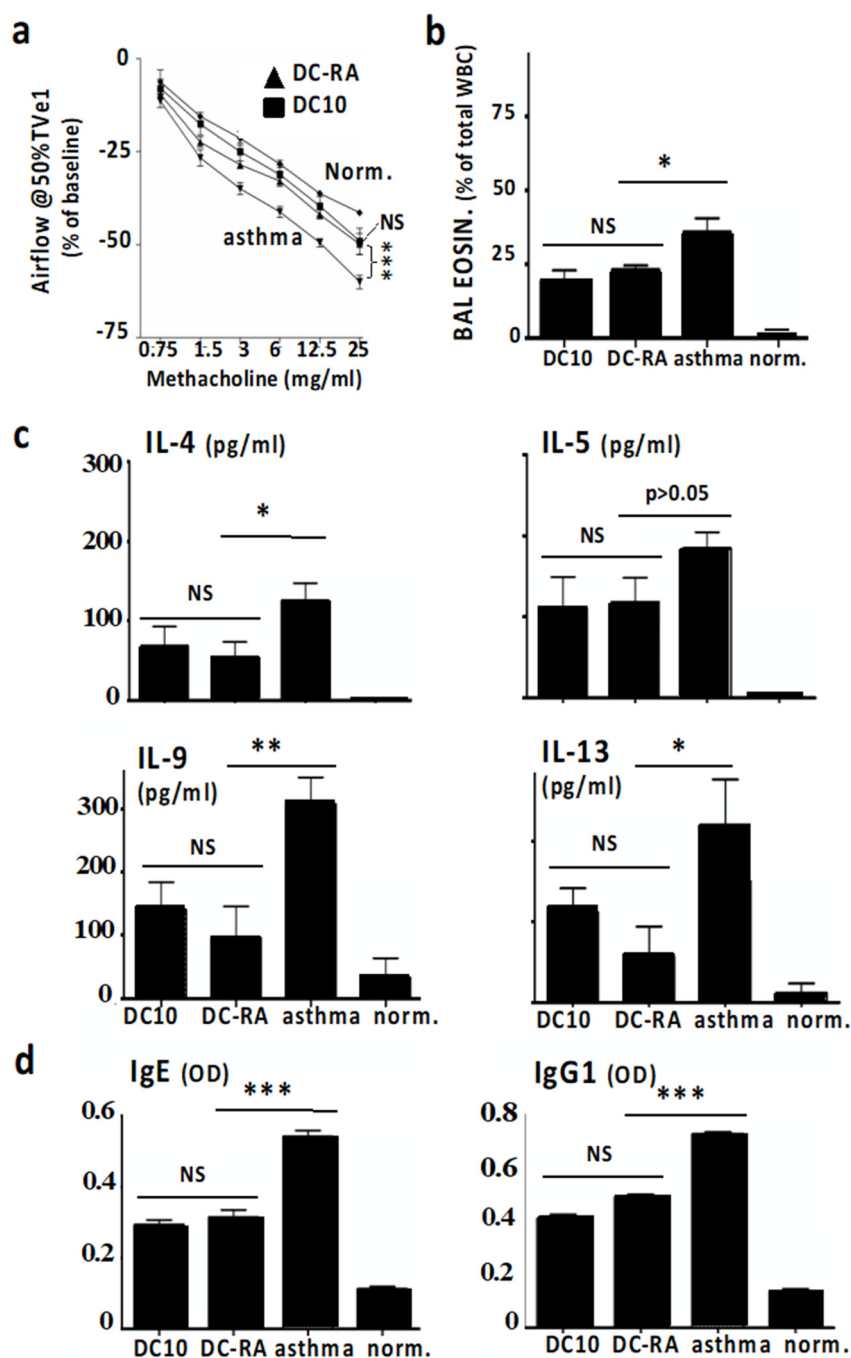 a
0
-25
-50
-75
Airflow @50%TVe1
(% of baseline)
▲ DC-RA
■ DC10
Norm.
asthma
NS
***
0.75 1.5 3 6 12.5 25
Methacholine (mg/ml)
b
BAL EOSIN. (% of total WBC)
75
50
25
0
NS
*
DC10 DC-RA asthma norm.
c
IL-4 (pg/ml)
300
200
100
0
NS
*
IL-5 (pg/ml)
NS
p>0.05
IL-9
(pg/ml)
300
200
100
0
NS
**
DC10 DC-RA asthma norm.
IL-13
(pg/ml)
NS
*
DC10 DC-RA asthma norm.
d
IgE (OD)
0.6
0.4
0.2
0
NS
***
DC10 DC-RA asthma norm.
IgG1 (OD)
0.8
0.6
0.4
0.2
0
NS
***
DC10 DC-RA asthma norm.